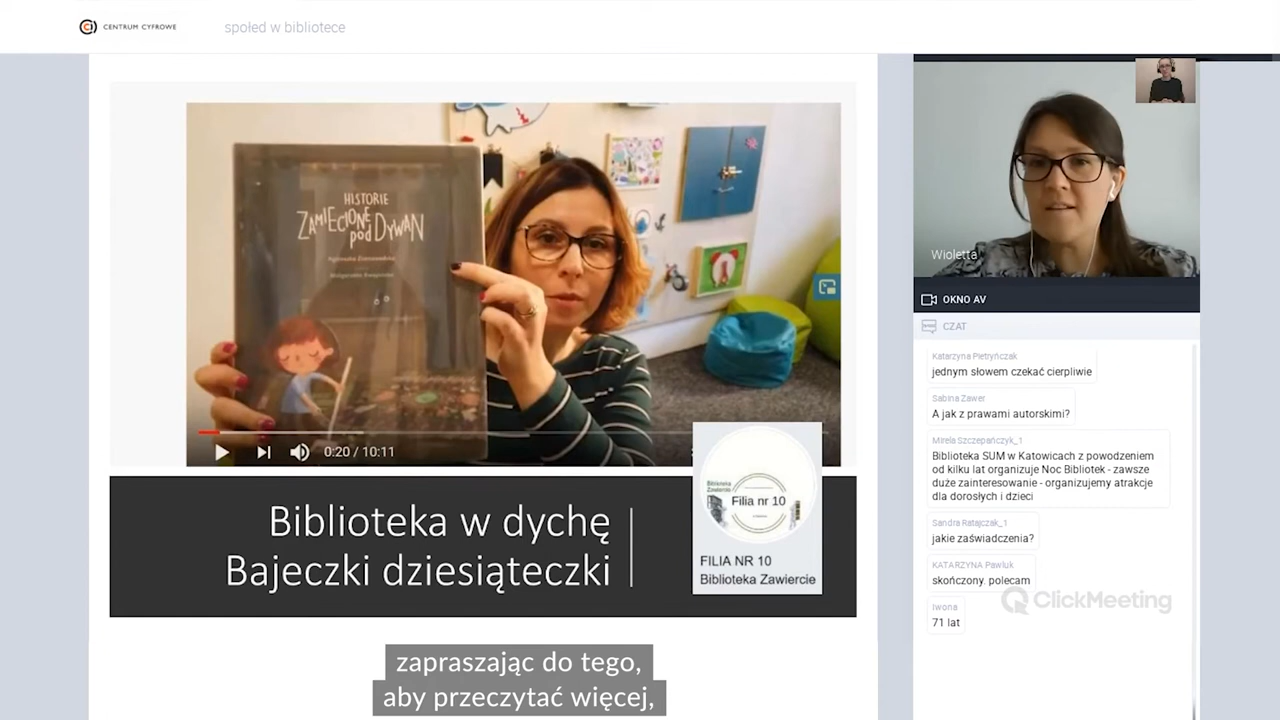 CENTRUM CYFROWE
społed w bibliotece
HISTORIE
ZAMIECIONE
pod DYWAN
0:20 / 10:11
Biblioteka
Zawiercie
Filia nr 10
FILIA NR 10
Biblioteka Zawiercie
Biblioteka w dychę
Bajeczki dziesiąteczki
zapraszając do tego,
aby przeczytać więcej,
Wioletta
OKNO AV
CZAT
Katarzyna Pietryńczak
jednym słowem czekać cierpliwie
Sabina Zawer
A jak z prawami autorskimi?
Mirela Szczepańczyk_1
Biblioteka SUM w Katowicach z powodzeniem
od kilku lat organizuje Noc Bibliotek - zawsze
duże zainteresowanie - organizujemy atrakcje
dla dorosłych i dzieci
Sandra Ratajczak_1
jakie zaświadczenia?
KATARZYNA Pawluk
skończony. polecam
ClickMeeting
Iwona
71 lat